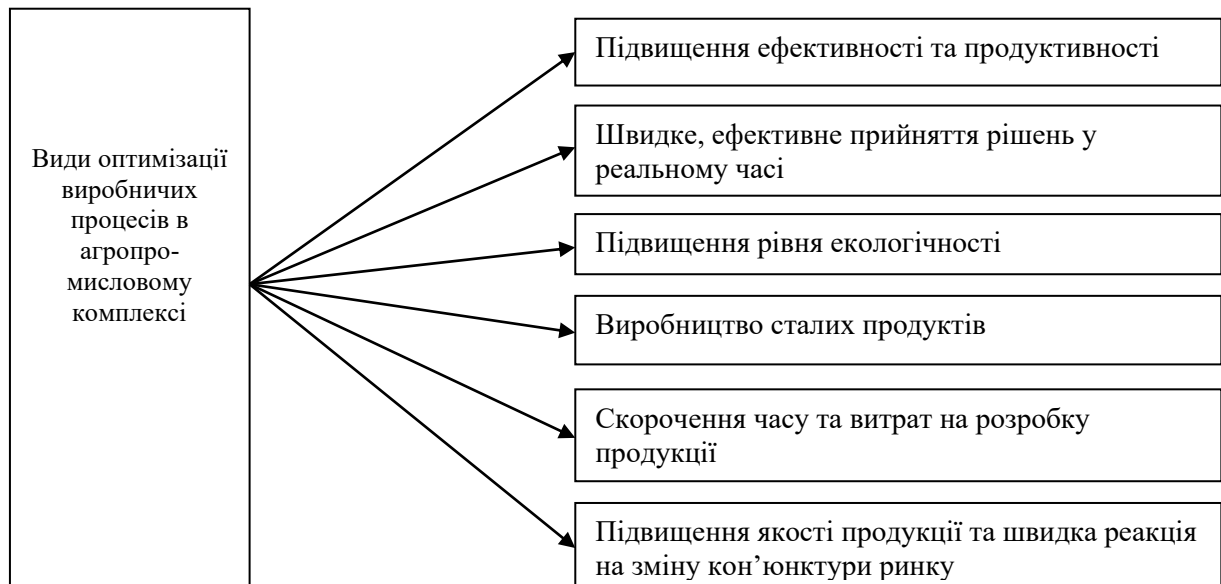 Види оптимізації
виробничих
процесів в
агропро-
мисловому
комплексі
Підвищення ефективності та продуктивності
Швидке, ефективне прийняття рішень у
реальному часі
Підвищення рівня екологічності
Виробництво сталих продуктів
Скорочення часу та витрат на розробку
продукції
Підвищення якості продукції та швидка реакція
на зміну кон’юнктури ринку